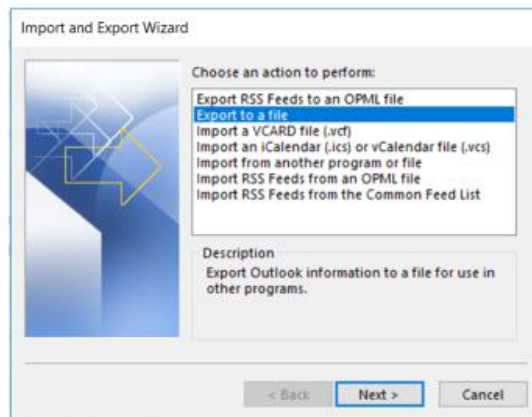 Import and Export Wizard
Choose an action to perform:
Export RSS Feeds to an OPML file
Export to a file
Import a VCARD file (.vcf)
Import an iCalendar (.ics) or vCalendar file (.vcs)
Import from another program or file
Import RSS Feeds from an OPML file
Import RSS Feeds from the Common Feed List
Description
Export Outlook information to a file for use in
other programs.
< Back Next > Cancel